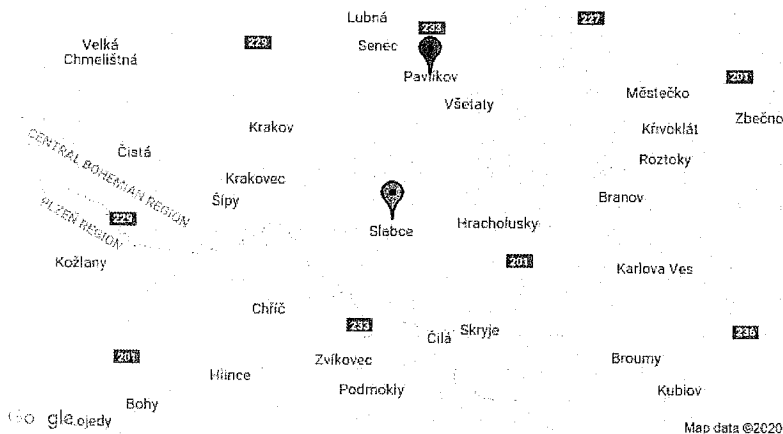 Lubná
233
227
Velká
Chmelištná
229
Senec
Pavlíkov
201
Městečko
Všetaty
Zbečno
Krakov
Křivoklát
CENTRAL BOHEMIAN REGION
Čistá
Roztoky
Krakovec
Šípy
Branov
PLZEŇ REGION
229
Slabce
Hracholusky
Kožlany
201
Karlova Ves
Chříč
233
Čilá
Skryje
236
201
Zvíkovec
Broumy
Hlince
Podmokly
Kublov
Bohy
Map data ©2020